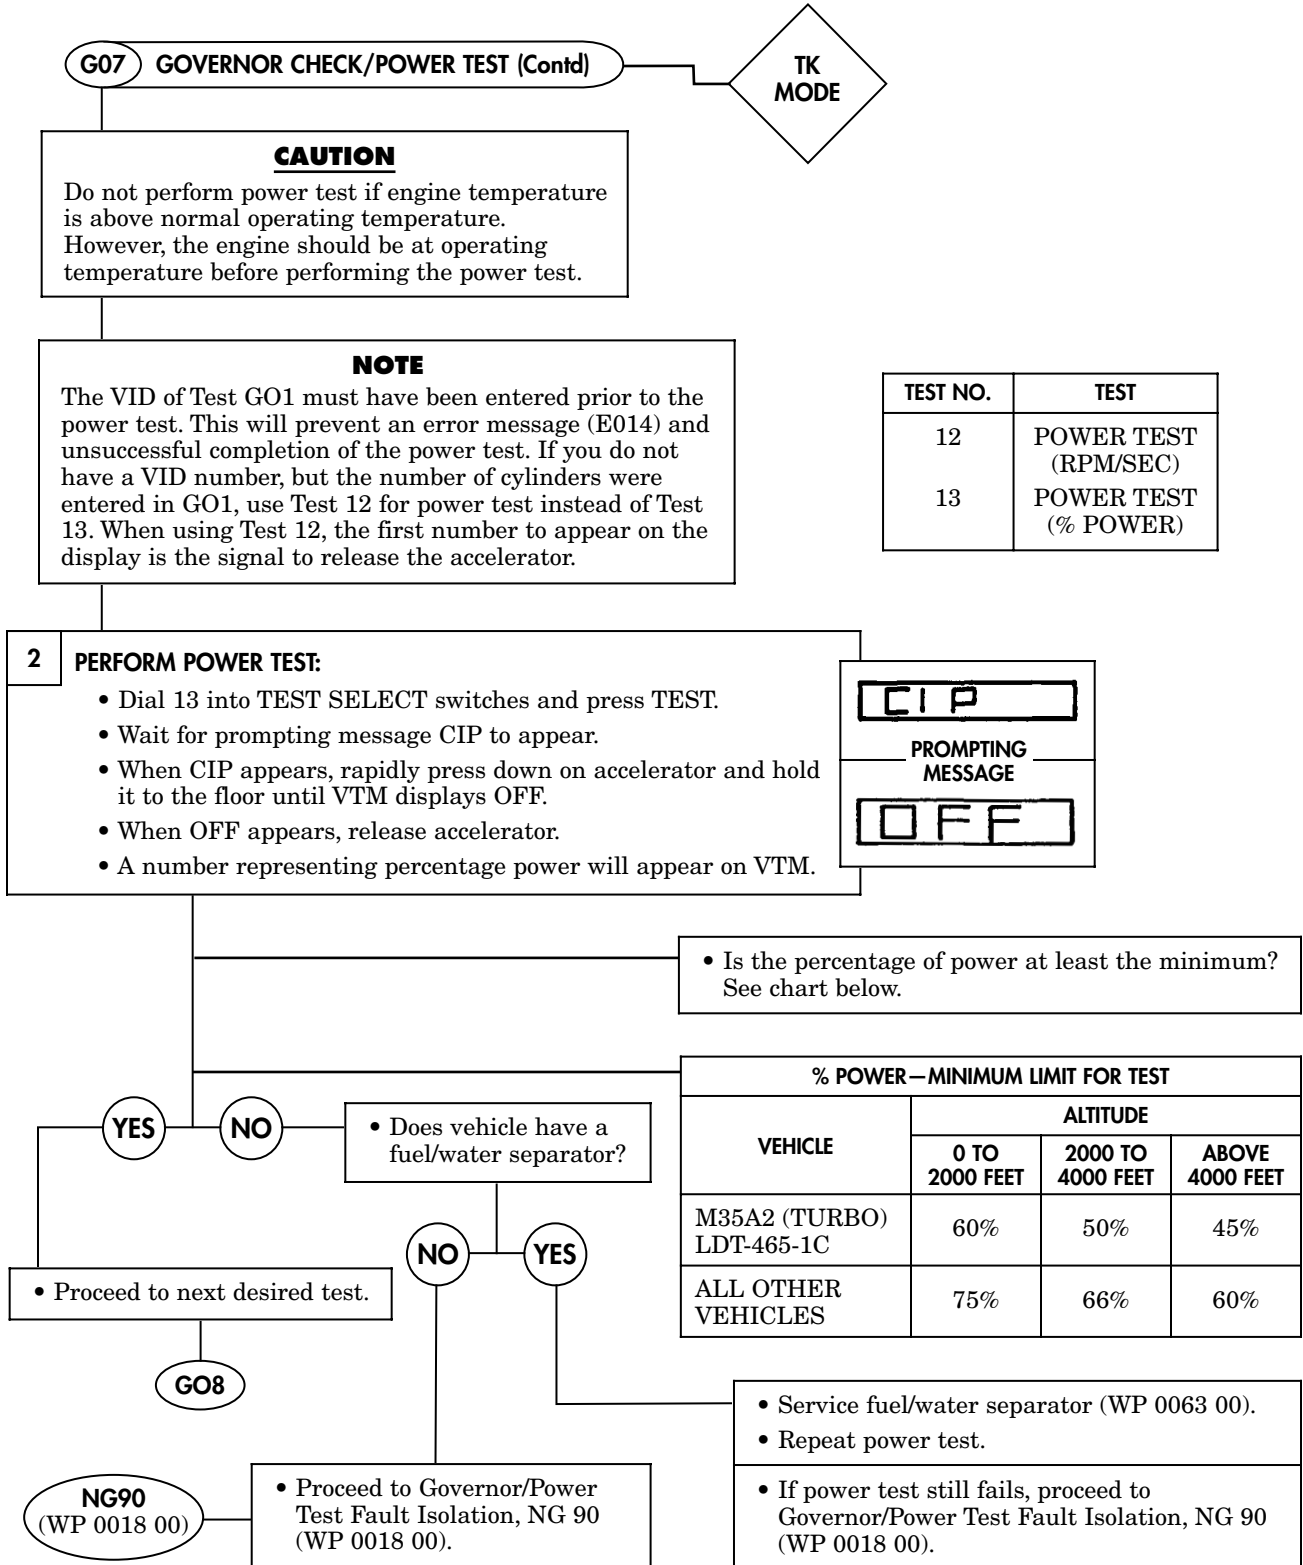 G07 GOVERNOR CHECK/POWER TEST (Contd)
TK
MODE
CAUTION
Do not perform power test if engine temperature
is above normal operating temperature.
However, the engine should be at operating
temperature before performing the power test.
NOTE
The VID of Test GO1 must have been entered prior to the
power test. This will prevent an error message (E014) and
unsuccessful completion of the power test. If you do not
have a VID number, but the number of cylinders were
entered in GO1, use Test 12 for power test instead of Test
13. When using Test 12, the first number to appear on the
display is the signal to release the accelerator.
TEST NO. TEST
12 POWER TEST
(RPM/SEC)
13 POWER TEST
(% POWER)
2 PERFORM POWER TEST:
• Dial 13 into TEST SELECT switches and press TEST.
• Wait for prompting message CIP to appear.
• When CIP appears, rapidly press down on accelerator and hold
it to the floor until VTM displays OFF.
• When OFF appears, release accelerator.
• A number representing percentage power will appear on VTM.
CIP
PROMPTING
MESSAGE
OFF
• Is the percentage of power at least the minimum?
See chart below.
% POWER—MINIMUM LIMIT FOR TEST
VEHICLE
ALTITUDE
0 TO
2000 FEET
2000 TO
4000 FEET
ABOVE
4000 FEET
M35A2 (TURBO)
LDT-465-1C
60% 50% 45%
ALL OTHER
VEHICLES
75% 66% 60%
YES
NO
• Does vehicle have a
fuel/water separator?
NO
YES
• Proceed to next desired test.
GO8
NG90
(WP 0018 00)
• Proceed to Governor/Power
Test Fault Isolation, NG 90
(WP 0018 00).
• Service fuel/water separator (WP 0063 00).
• Repeat power test.
• If power test still fails, proceed to
Governor/Power Test Fault Isolation, NG 90
(WP 0018 00).